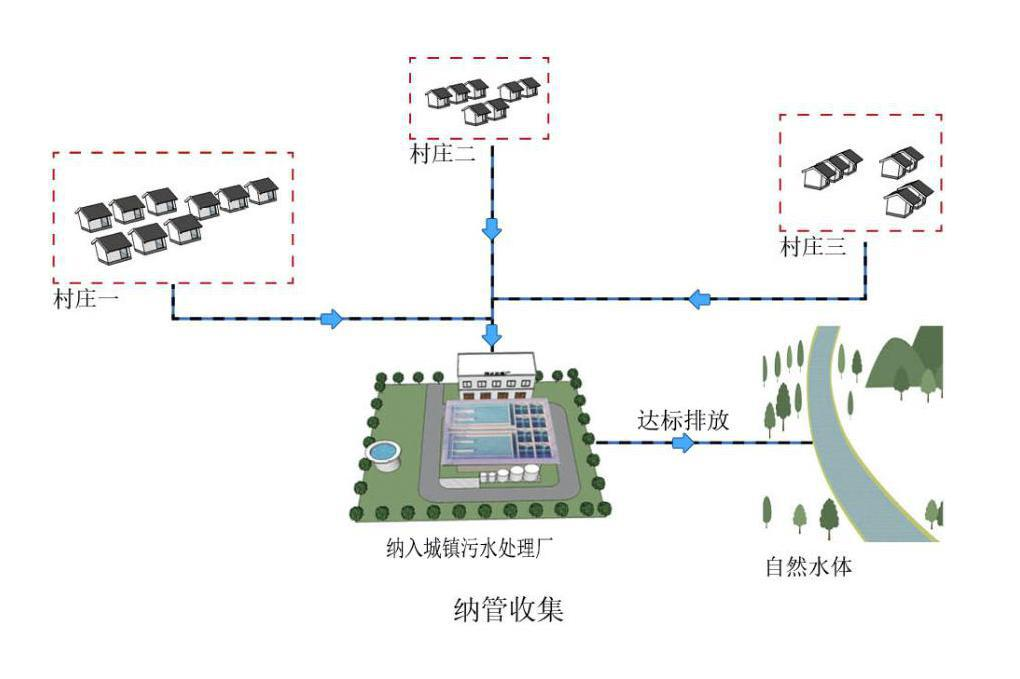 村庄二
村庄三
村庄一
达标排放
纳入城镇污水处理厂
自然水体
纳管收集